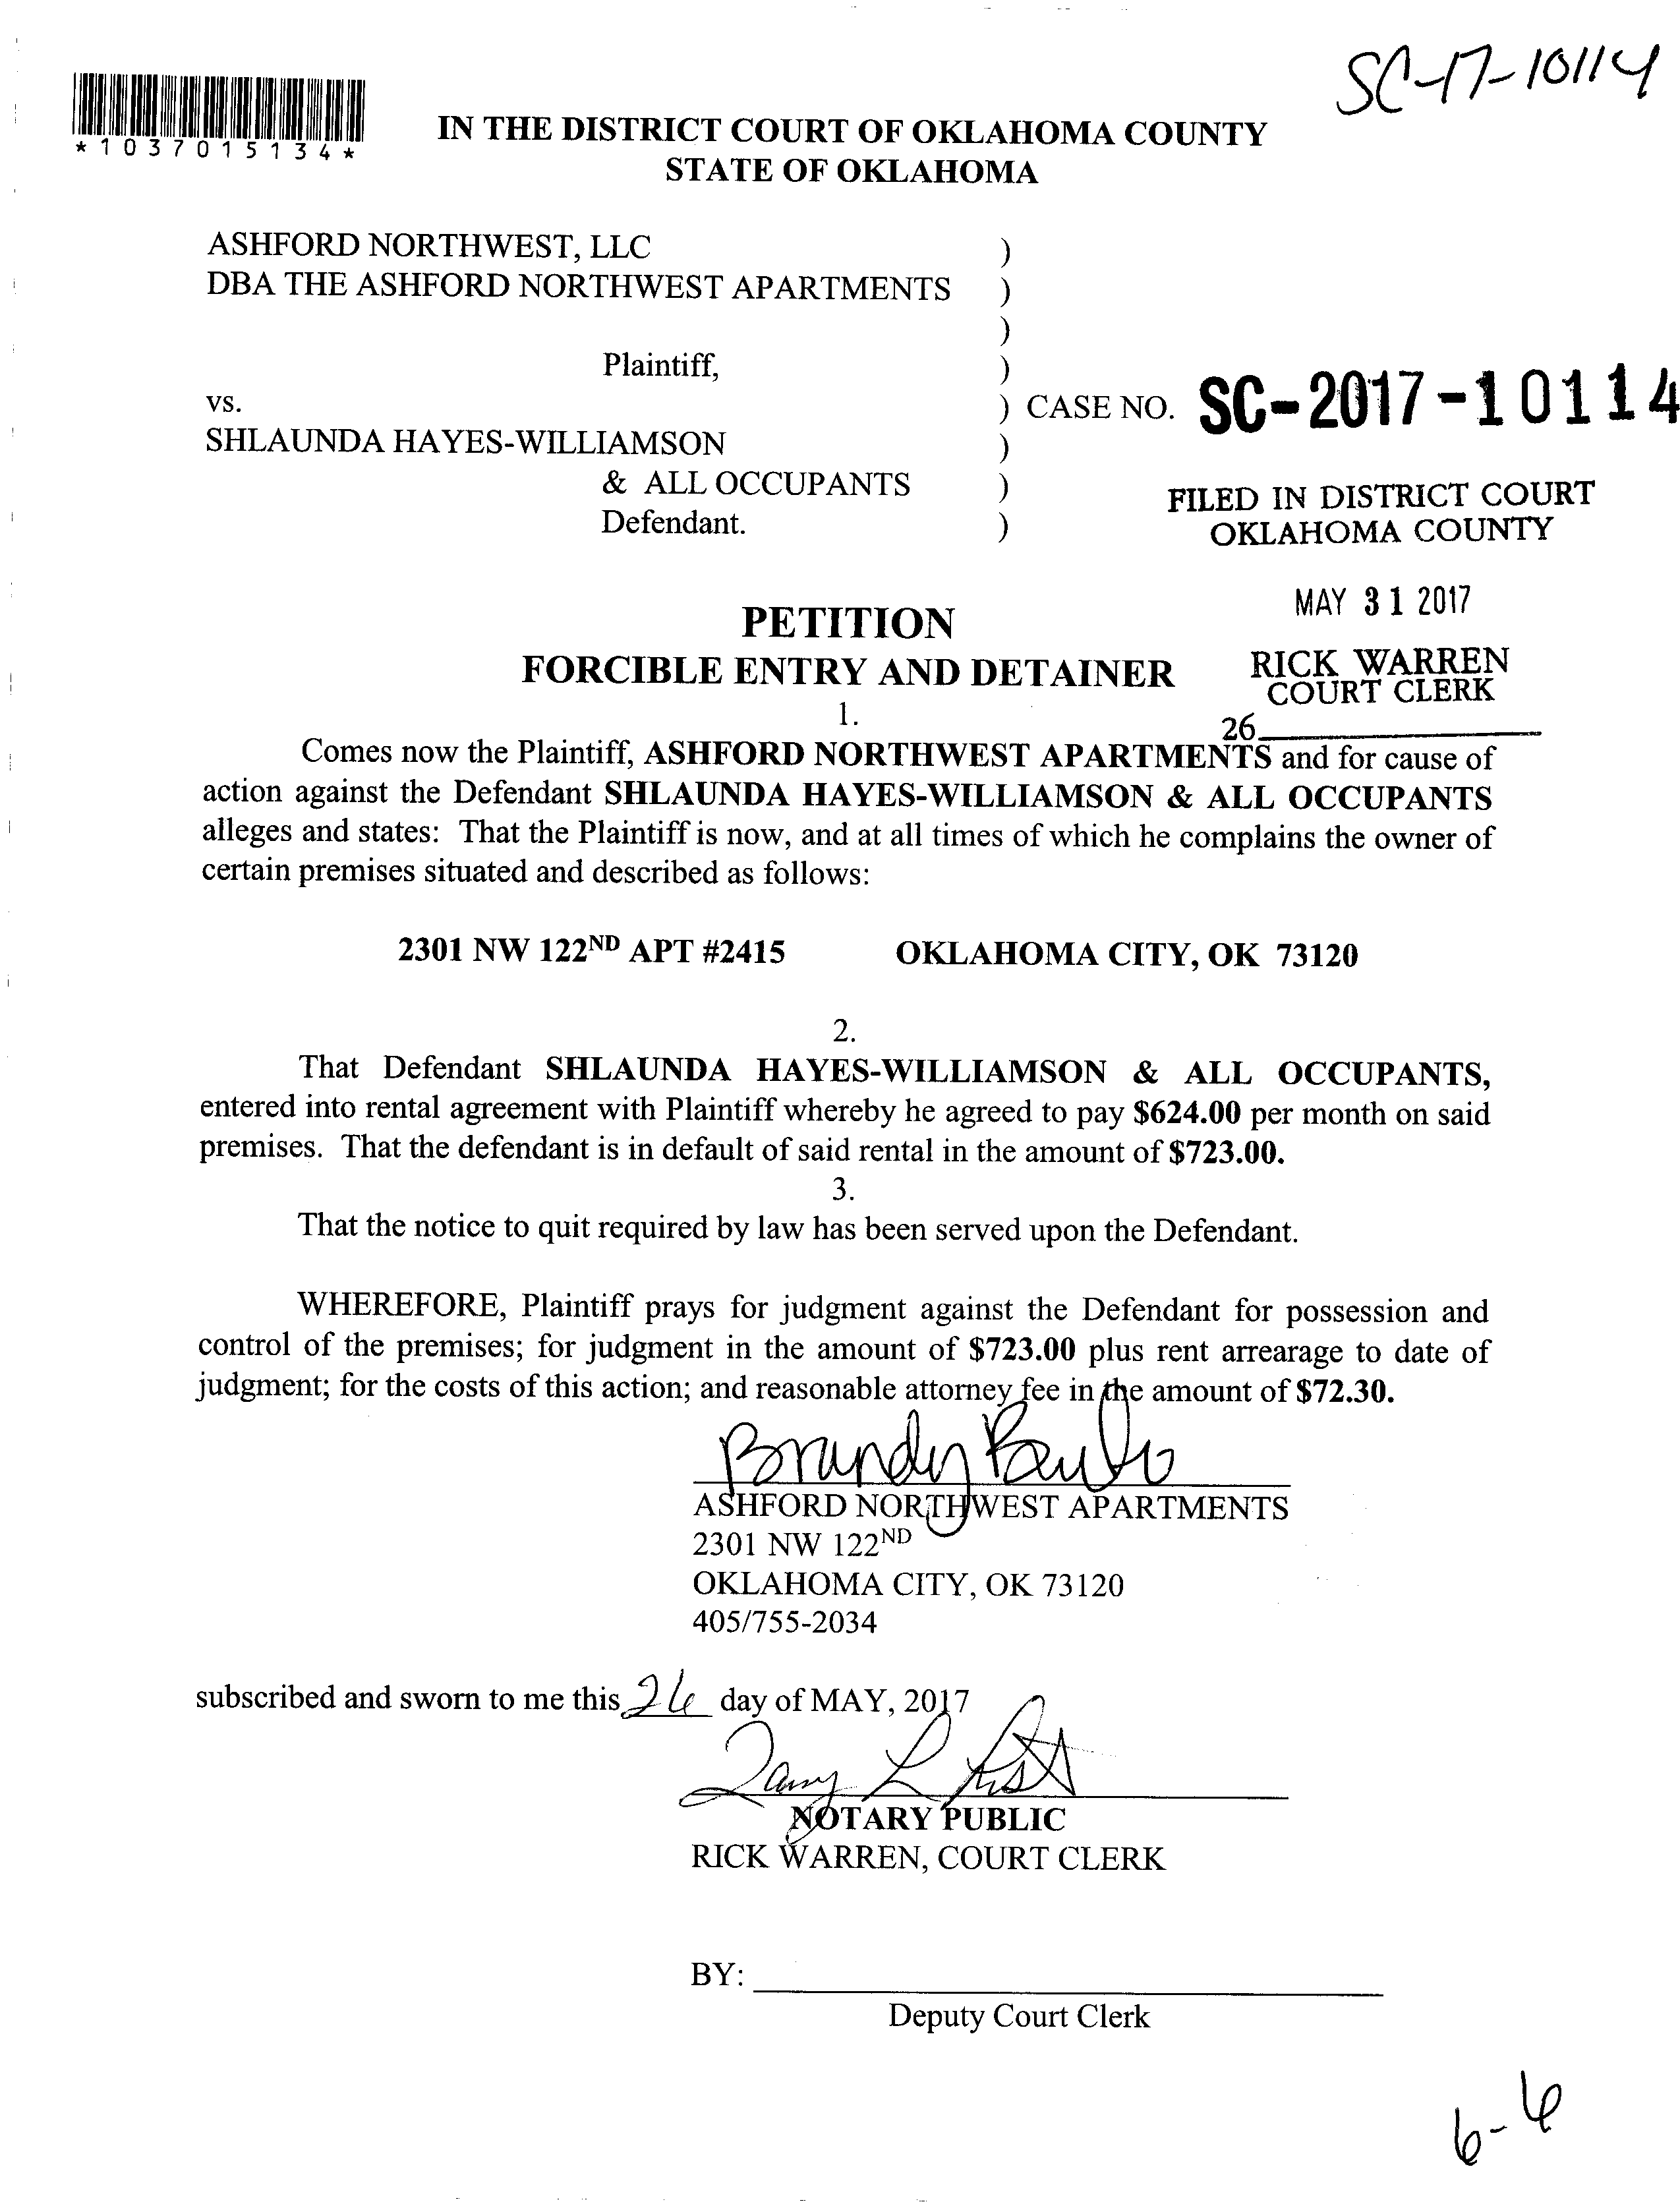 SC-17-10114
*1037015134*
IN THE DISTRICT COURT OF OKLAHOMA COUNTY
STATE OF OKLAHOMA
ASHFORD NORTHWEST, LLC )
DBA THE ASHFORD NORTHWEST APARTMENTS )
)
Plaintiff, )
vs. ) CASE NO. SC-2017-10114
SHLAUNDA HAYES-WILLIAMSON )
& ALL OCCUPANTS )
Defendant. )
FILED IN DISTRICT COURT
OKLAHOMA COUNTY
MAY 31 2017
RICK WARREN
COURT CLERK
26
PETITION
FORCIBLE ENTRY AND DETAINER
1.
Comes now the Plaintiff, ASHFORD NORTHWEST APARTMENTS and for cause of
action against the Defendant SHLAUNDA HAYES-WILLIAMSON & ALL OCCUPANTS
alleges and states: That the Plaintiff is now, and at all times of which he complains the owner of
certain premises situated and described as follows:
2301 NW 122ND APT #2415 OKLAHOMA CITY, OK 73120
2.
That Defendant SHLAUNDA HAYES-WILLIAMSON & ALL OCCUPANTS,
entered into rental agreement with Plaintiff whereby he agreed to pay $624.00 per month on said
premises. That the defendant is in default of said rental in the amount of $723.00.
3.
That the notice to quit required by law has been served upon the Defendant.
WHEREFORE, Plaintiff prays for judgment against the Defendant for possession and
control of the premises; for judgment in the amount of $723.00 plus rent arrearage to date of
judgment; for the costs of this action; and reasonable attorney fee in the amount of $72.30.
Brandy
ASHFORD NORTHWEST APARTMENTS
2301 NW 122ND
OKLAHOMA CITY, OK 73120
405/755-2034
subscribed and sworn to me this 26 day of MAY, 2017
NOTARY PUBLIC
RICK WARREN, COURT CLERK
BY:
Deputy Court Clerk
6-6